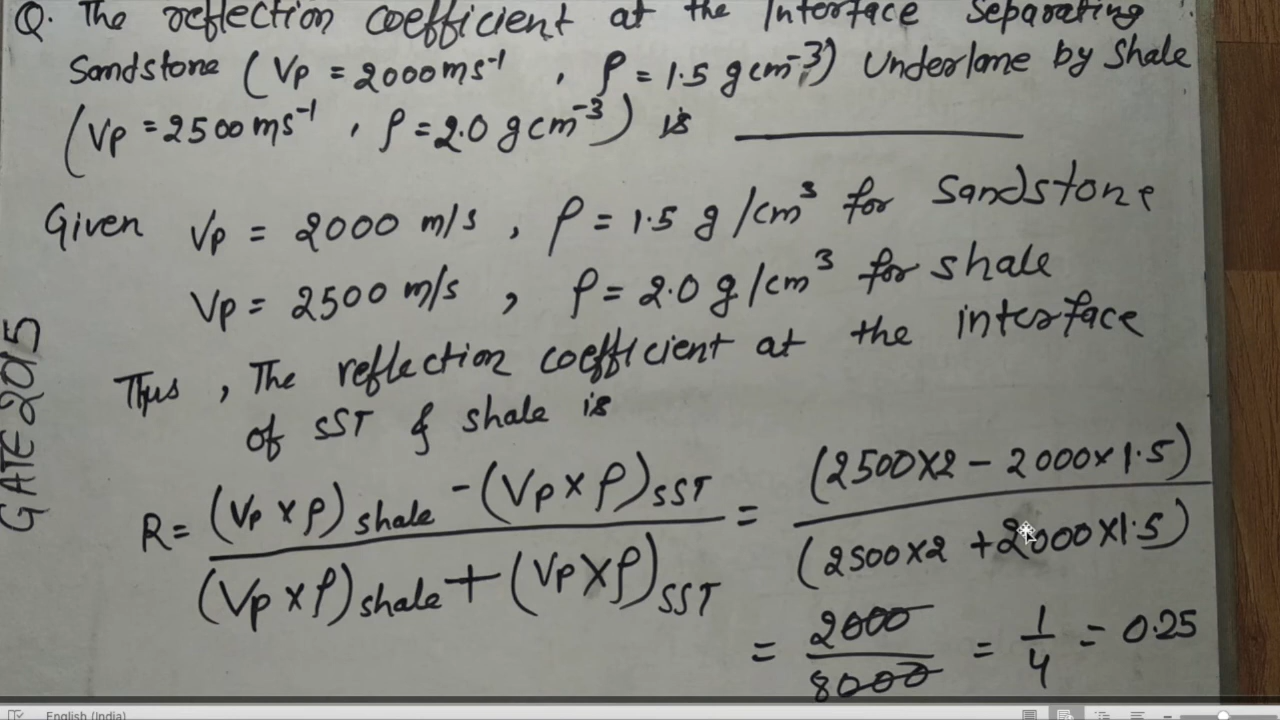 Q. The reflection coefficient at the Interface Separating
Sandstone (Vp = 2000 ms⁻¹ , ρ = 1.5 g cm⁻³) Underlane by Shale
(Vp = 2500 ms⁻¹ , ρ = 2.0 g cm⁻³) is ________
Given Vp = 2000 m/s , ρ = 1.5 g/cm³ for Sandstone
Vp = 2500 m/s , ρ = 2.0 g/cm³ for shale
Thus , The reflection coefficient at the interface
of SST & shale is
R = (Vp × ρ)shale - (Vp × ρ)SST / (Vp × ρ)shale + (Vp × ρ)SST = (2500×2 - 2000×1.5) / (2500×2 + 2000×1.5)
= 2000 / 8000 = 1/4 = 0.25
GATE 2015
English (India)